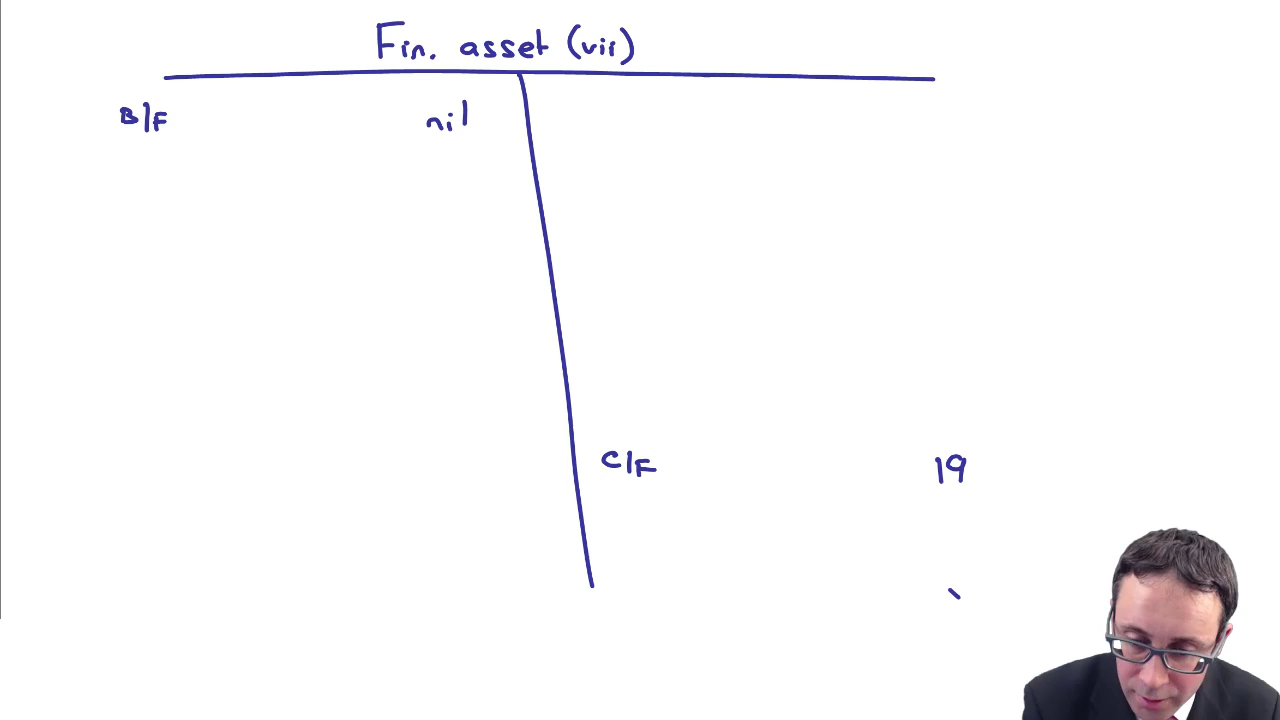 Fin. asset (vii)
B/F nil
C/F 19